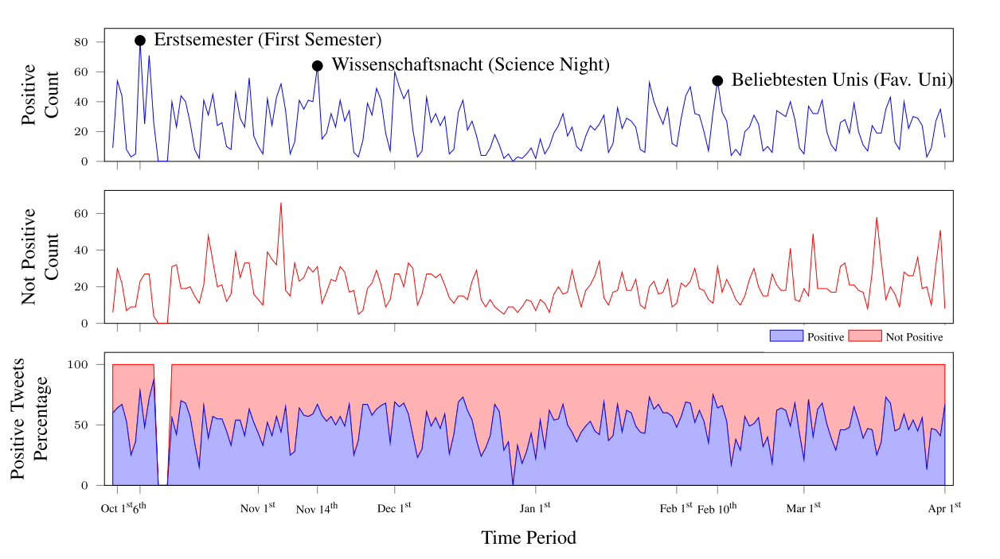 Positive
Count
80
60
40
20
0
Erstsemester (First Semester)
Wissenschaftsnacht (Science Night)
Beliebtesten Unis (Fav. Uni)
Not Positive
Count
60
40
20
0
Positive
Not Positive
Positive Tweets
Percentage
100
50
0
Oct 1st 6th Nov 1st Nov 14th Dec 1st Jan 1st Feb 1st Feb 10th Mar 1st Apr 1st
Time Period